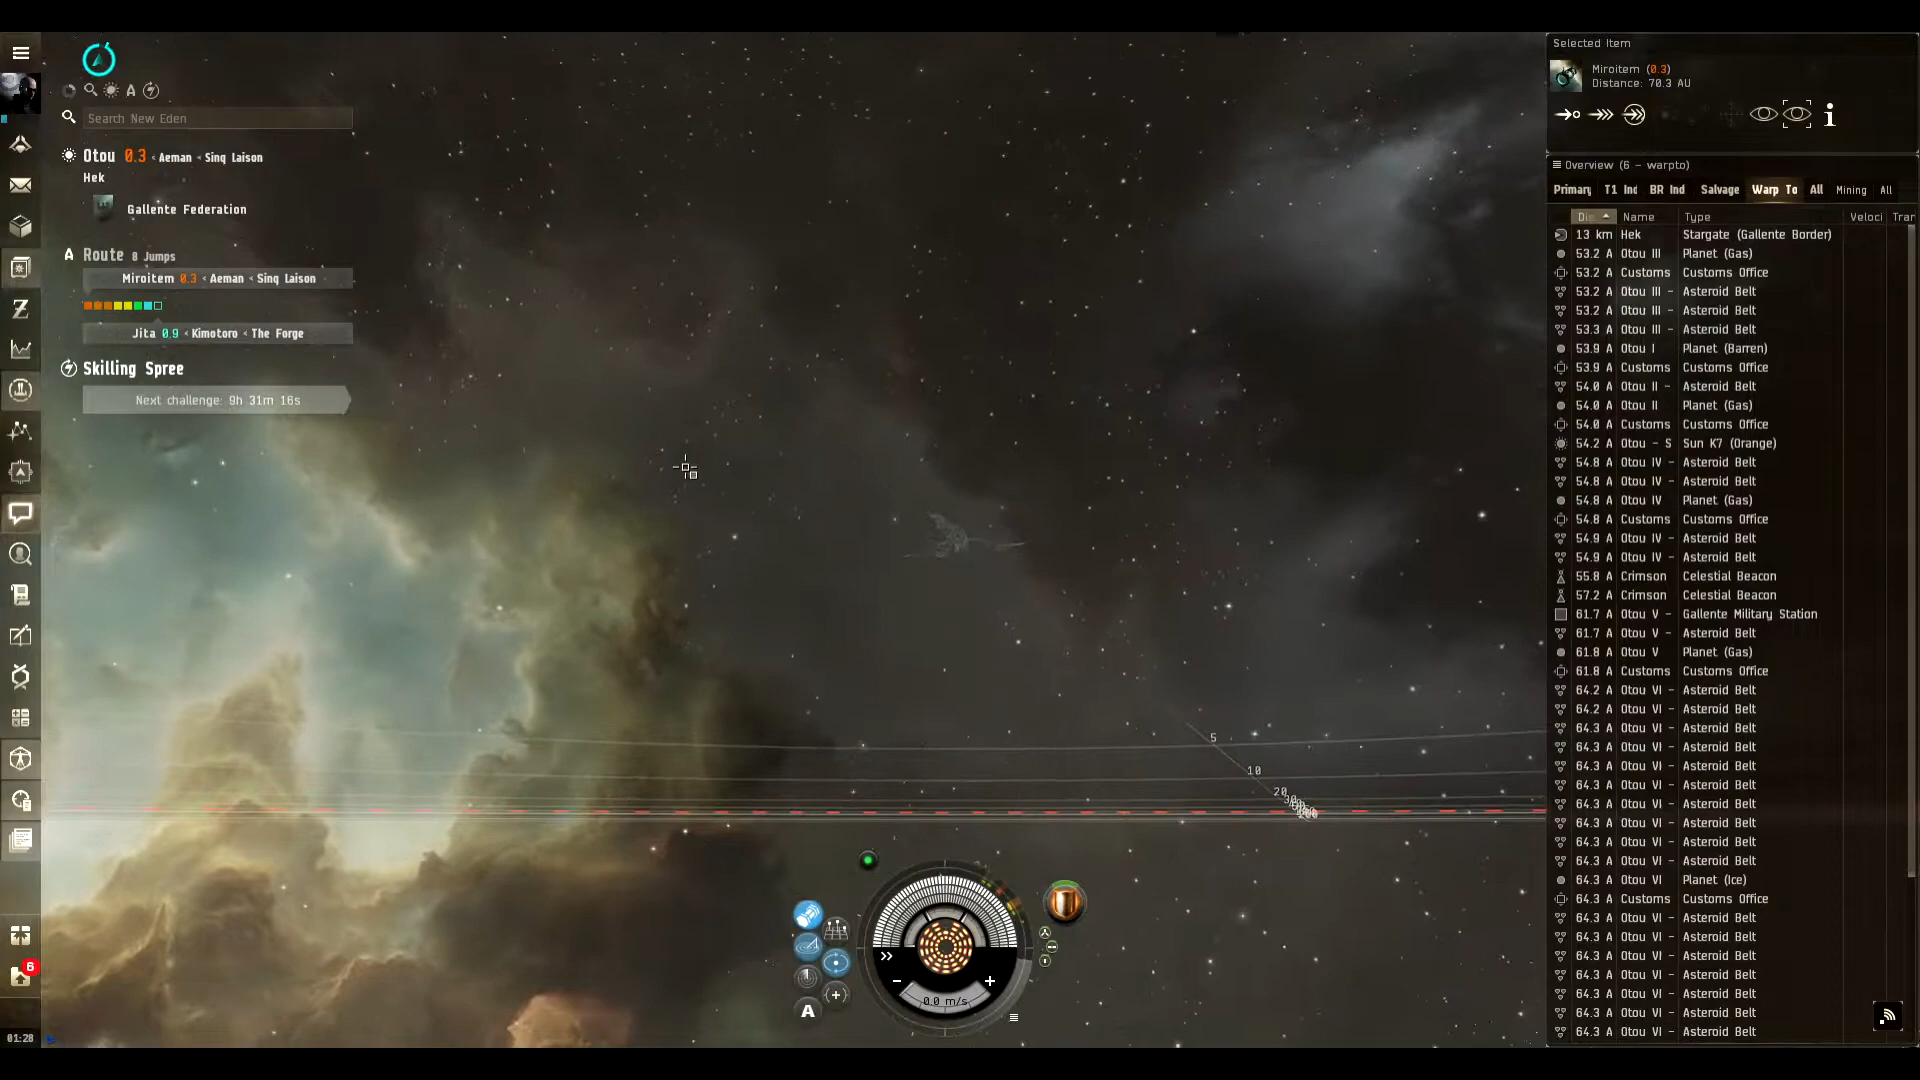 Search New Eden
Otou 0.3 ‹ Aeman ‹ Sinq Laison
Hek
Gallente Federation
A Route 8 Jumps
Miroitem 0.3 ‹ Aeman ‹ Sinq Laison
Jita 0.9 ‹ Kimotoro ‹ The Forge
Skilling Spree
Next challenge: 9h 31m 16s
6
01:28
5
10
20
0.0 m/s
A
Selected Item
Miroitem (0.3)
Distance: 70.3 AU
Overview (6 - warpto)
Primary T1 Ind BR Ind Salvage Warp To All Mining All
Name Type Veloci Tran
13 km Hek Stargate (Gallente Border)
53.2 A Otou III Planet (Gas)
53.2 A Customs Customs Office
53.2 A Otou III - Asteroid Belt
53.2 A Otou III - Asteroid Belt
53.3 A Otou III - Asteroid Belt
53.9 A Otou I Planet (Barren)
53.9 A Customs Customs Office
54.0 A Otou II - Asteroid Belt
54.0 A Otou II Planet (Gas)
54.0 A Customs Customs Office
54.2 A Otou - S Sun K7 (Orange)
54.8 A Otou IV - Asteroid Belt
54.8 A Otou IV - Asteroid Belt
54.8 A Otou IV Planet (Gas)
54.8 A Customs Customs Office
54.9 A Otou IV - Asteroid Belt
54.9 A Otou IV - Asteroid Belt
55.8 A Crimson Celestial Beacon
57.2 A Crimson Celestial Beacon
61.7 A Otou V - Gallente Military Station
61.7 A Otou V - Asteroid Belt
61.8 A Otou V Planet (Gas)
61.8 A Customs Customs Office
64.2 A Otou VI - Asteroid Belt
64.2 A Otou VI - Asteroid Belt
64.3 A Otou VI - Asteroid Belt
64.3 A Otou VI - Asteroid Belt
64.3 A Otou VI - Asteroid Belt
64.3 A Otou VI - Asteroid Belt
64.3 A Otou VI - Asteroid Belt
64.3 A Otou VI - Asteroid Belt
64.3 A Otou VI - Asteroid Belt
64.3 A Otou VI - Asteroid Belt
64.3 A Otou VI Planet (Ice)
64.3 A Customs Customs Office
64.3 A Otou VI - Asteroid Belt
64.3 A Otou VI - Asteroid Belt
64.3 A Otou VI - Asteroid Belt
64.3 A Otou VI - Asteroid Belt
64.3 A Otou VI - Asteroid Belt
64.3 A Otou VI - Asteroid Belt
64.3 A Otou VI - Asteroid Belt